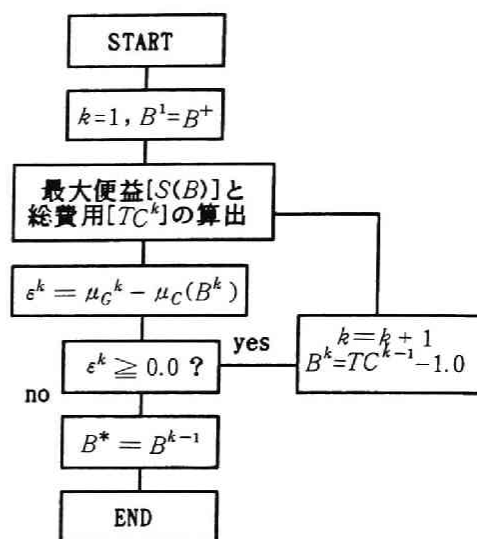 START
k=1, B¹=B⁺
最大便益[S(B)]と
総費用[TCᵏ]の算出
εᵏ = μ_Gᵏ − μ_C(Bᵏ)
εᵏ ≧ 0.0 ?
yes
k = k + 1
Bᵏ=TCᵏ⁻¹−1.0
no
B* = Bᵏ⁻¹
END